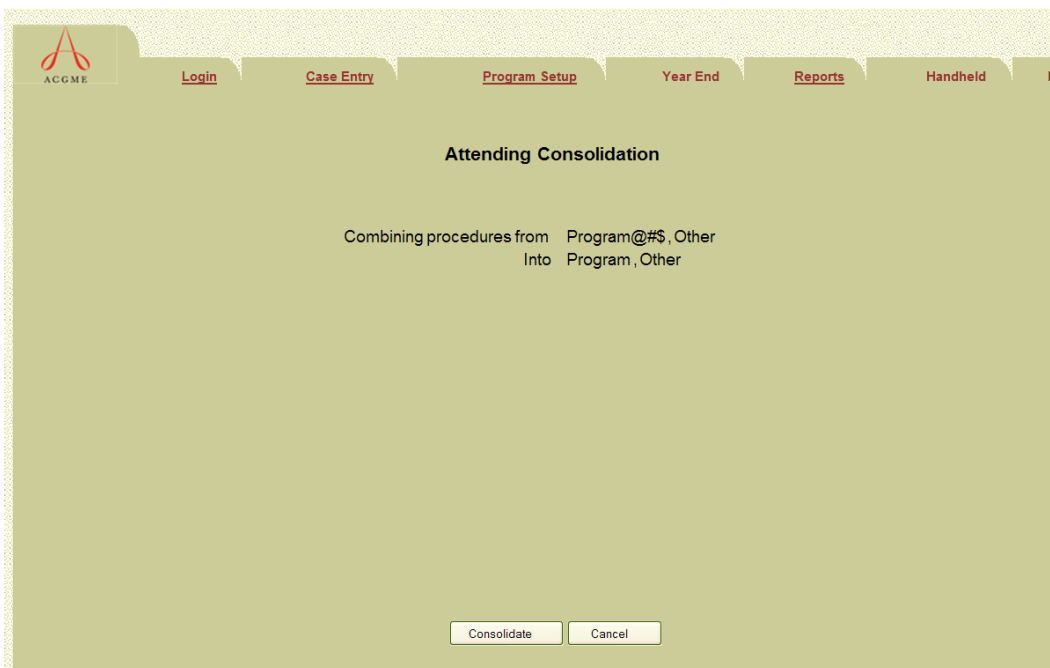 ACGME
Login Case Entry Program Setup Year End Reports Handheld
Attending Consolidation
Combining procedures from Program@#$, Other
Into Program, Other
Consolidate Cancel